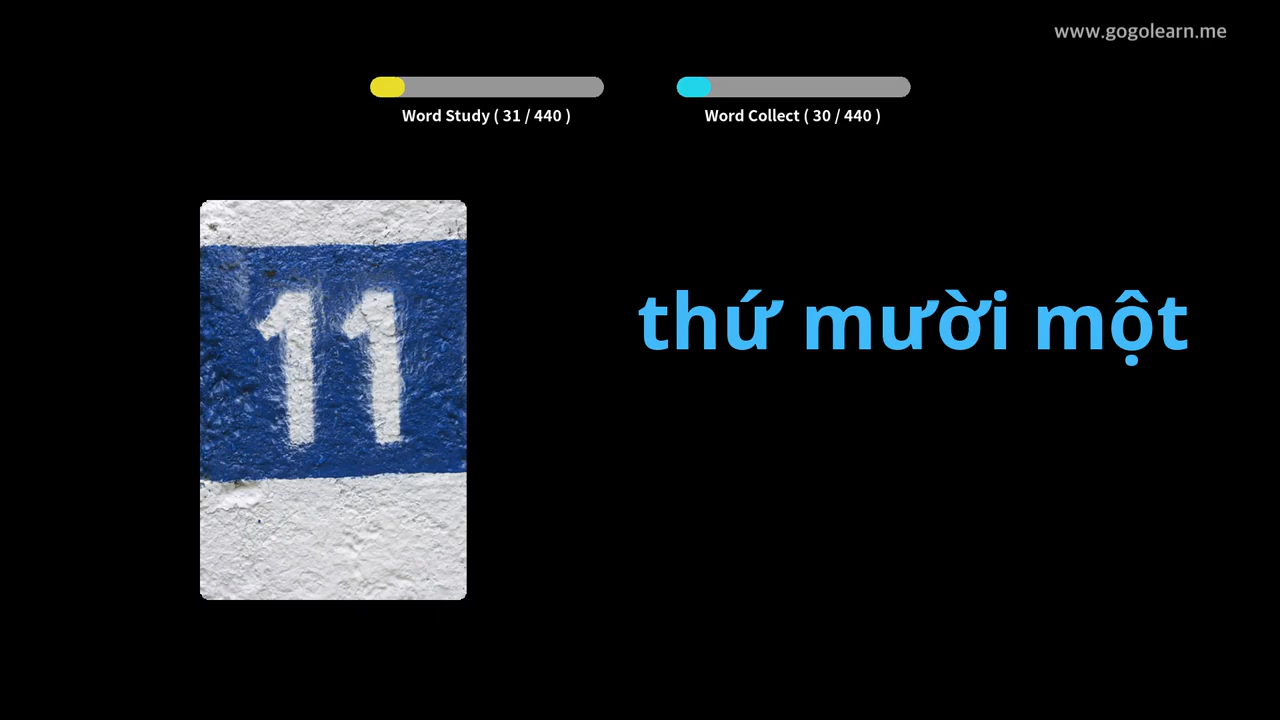 www.gogolearn.me
Word Study ( 31 / 440 )
Word Collect ( 30 / 440 )
11
thứ mười một